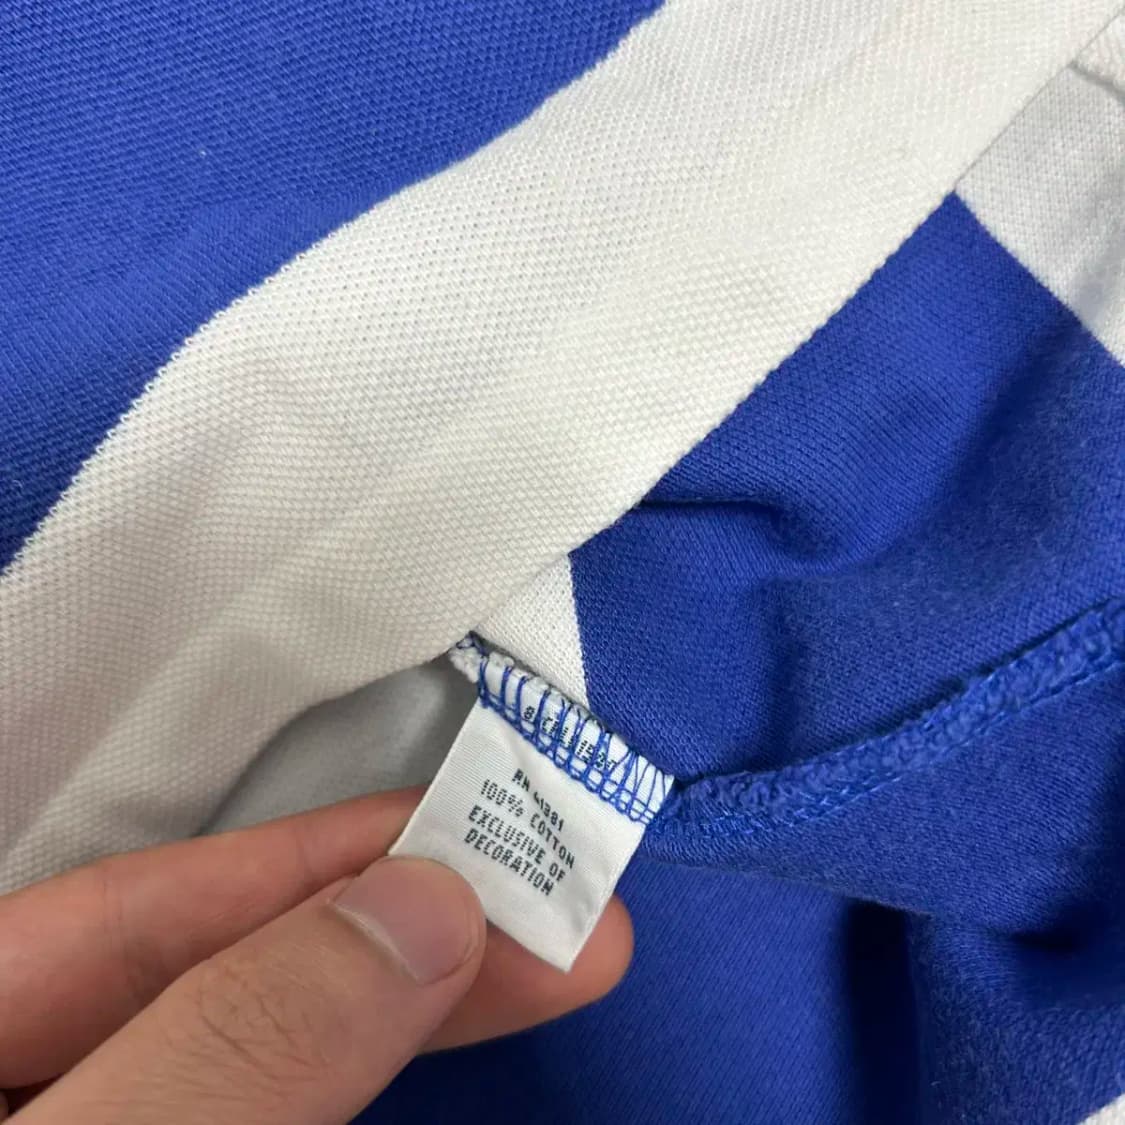 RN 41381
100% COTTON
EXCLUSIVE OF
DECORATION